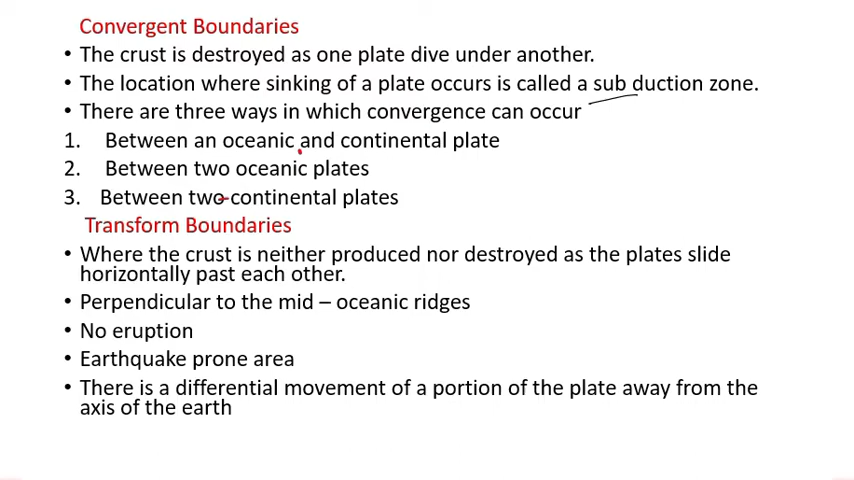 Convergent Boundaries
• The crust is destroyed as one plate dive under another.
• The location where sinking of a plate occurs is called a sub duction zone.
• There are three ways in which convergence can occur
1. Between an oceanic and continental plate
2. Between two oceanic plates
3. Between two continental plates
Transform Boundaries
• Where the crust is neither produced nor destroyed as the plates slide
horizontally past each other.
• Perpendicular to the mid – oceanic ridges
• No eruption
• Earthquake prone area
• There is a differential movement of a portion of the plate away from the
axis of the earth